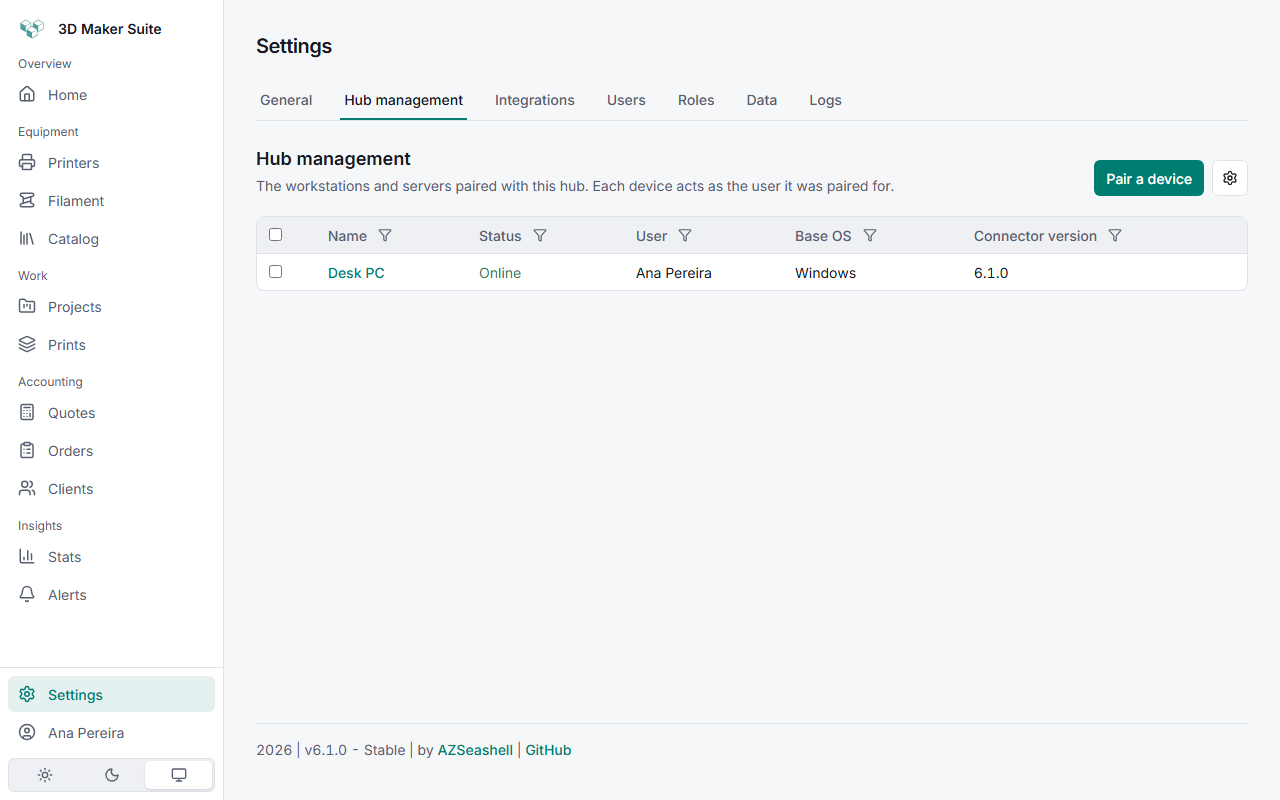 3D Maker Suite
Overview
Home
Equipment
Printers
Filament
Catalog
Work
Projects
Prints
Accounting
Quotes
Orders
Clients
Insights
Stats
Alerts
Settings
Ana Pereira
Settings
General Hub management Integrations Users Roles Data Logs
Hub management
The workstations and servers paired with this hub. Each device acts as the user it was paired for.
Pair a device
Name Status User Base OS Connector version
Desk PC Online Ana Pereira Windows 6.1.0
2026 | v6.1.0 - Stable | by AZSeashell | GitHub